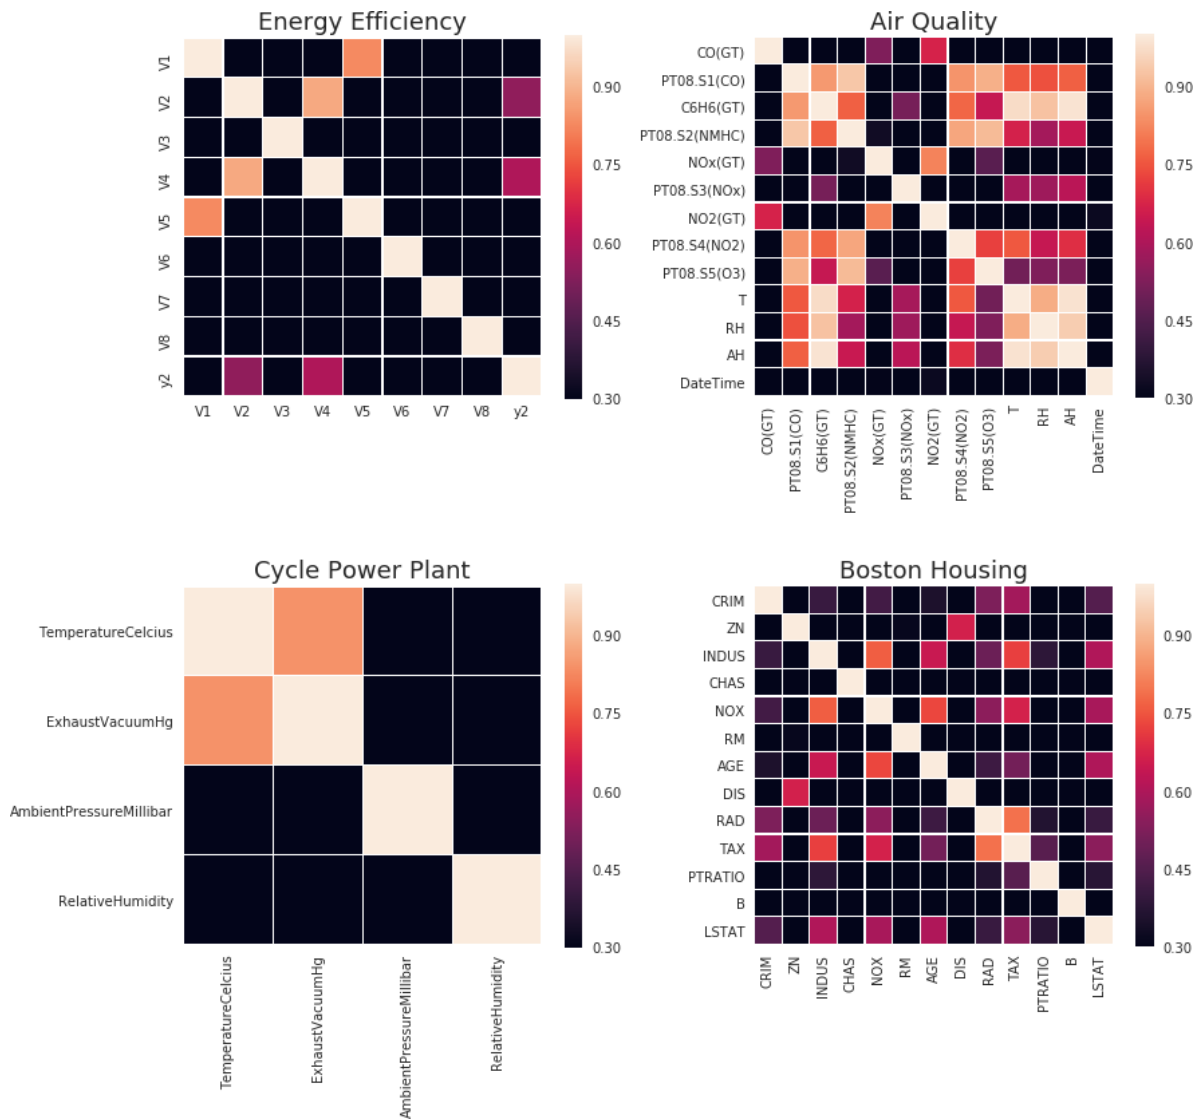 Energy Efficiency
V1
V2
V3
V4
V5
V6
V7
V8
y2
V1 V2 V3 V4 V5 V6 V7 V8 y2
0.90
0.75
0.60
0.45
0.30
Air Quality
CO(GT)
PT08.S1(CO)
C6H6(GT)
PT08.S2(NMHC)
NOx(GT)
PT08.S3(NOx)
NO2(GT)
PT08.S4(NO2)
PT08.S5(O3)
T
RH
AH
DateTime
CO(GT)
PT08.S1(CO)
C6H6(GT)
PT08.S2(NMHC)
NOx(GT)
PT08.S3(NOx)
NO2(GT)
PT08.S4(NO2)
PT08.S5(O3)
T
RH
AH
DateTime
0.90
0.75
0.60
0.45
0.30
Cycle Power Plant
TemperatureCelcius
ExhaustVacuumHg
AmbientPressureMillibar
RelativeHumidity
TemperatureCelcius
ExhaustVacuumHg
AmbientPressureMillibar
RelativeHumidity
0.90
0.75
0.60
0.45
0.30
Boston Housing
CRIM
ZN
INDUS
CHAS
NOX
RM
AGE
DIS
RAD
TAX
PTRATIO
B
LSTAT
CRIM
ZN
INDUS
CHAS
NOX
RM
AGE
DIS
RAD
TAX
PTRATIO
B
LSTAT
0.90
0.75
0.60
0.45
0.30